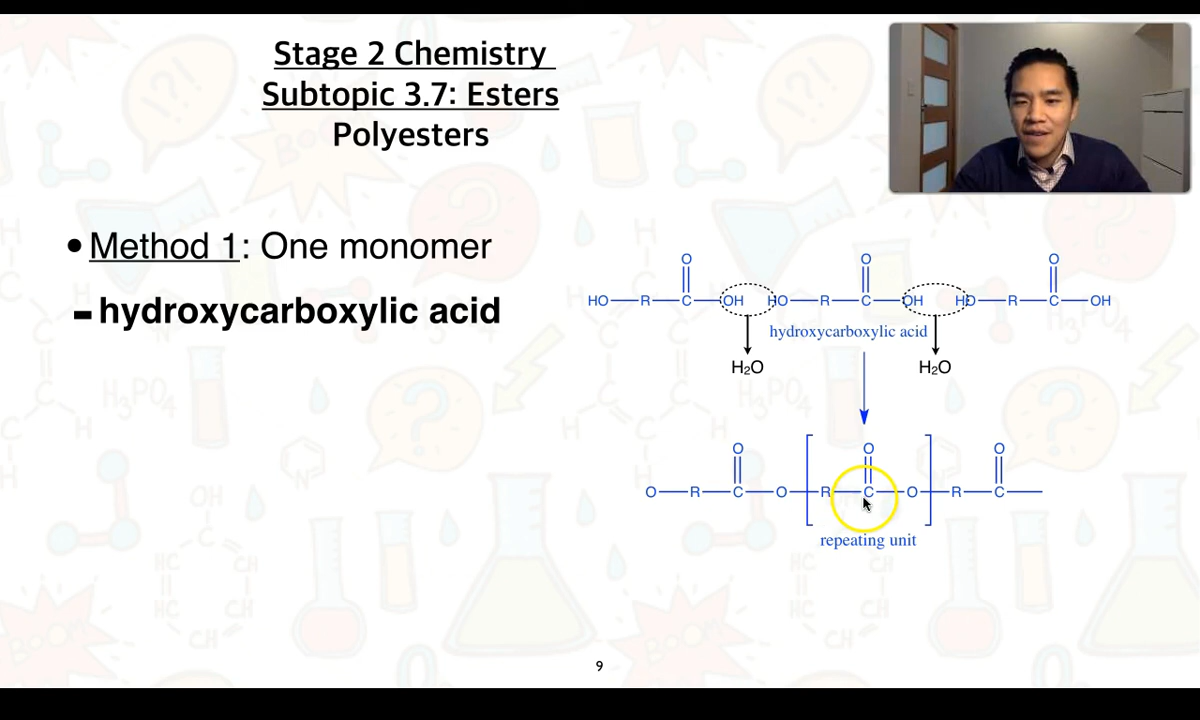 Stage 2 Chemistry
Subtopic 3.7: Esters
Polyesters
• Method 1: One monomer
- hydroxycarboxylic acid
O O O
HO—R—C—OH HO—R—C—OH HO—R—C—OH
hydroxycarboxylic acid
H₂O H₂O
O O O
O—R—C—O—[R—C—O]—R—C—
repeating unit
9